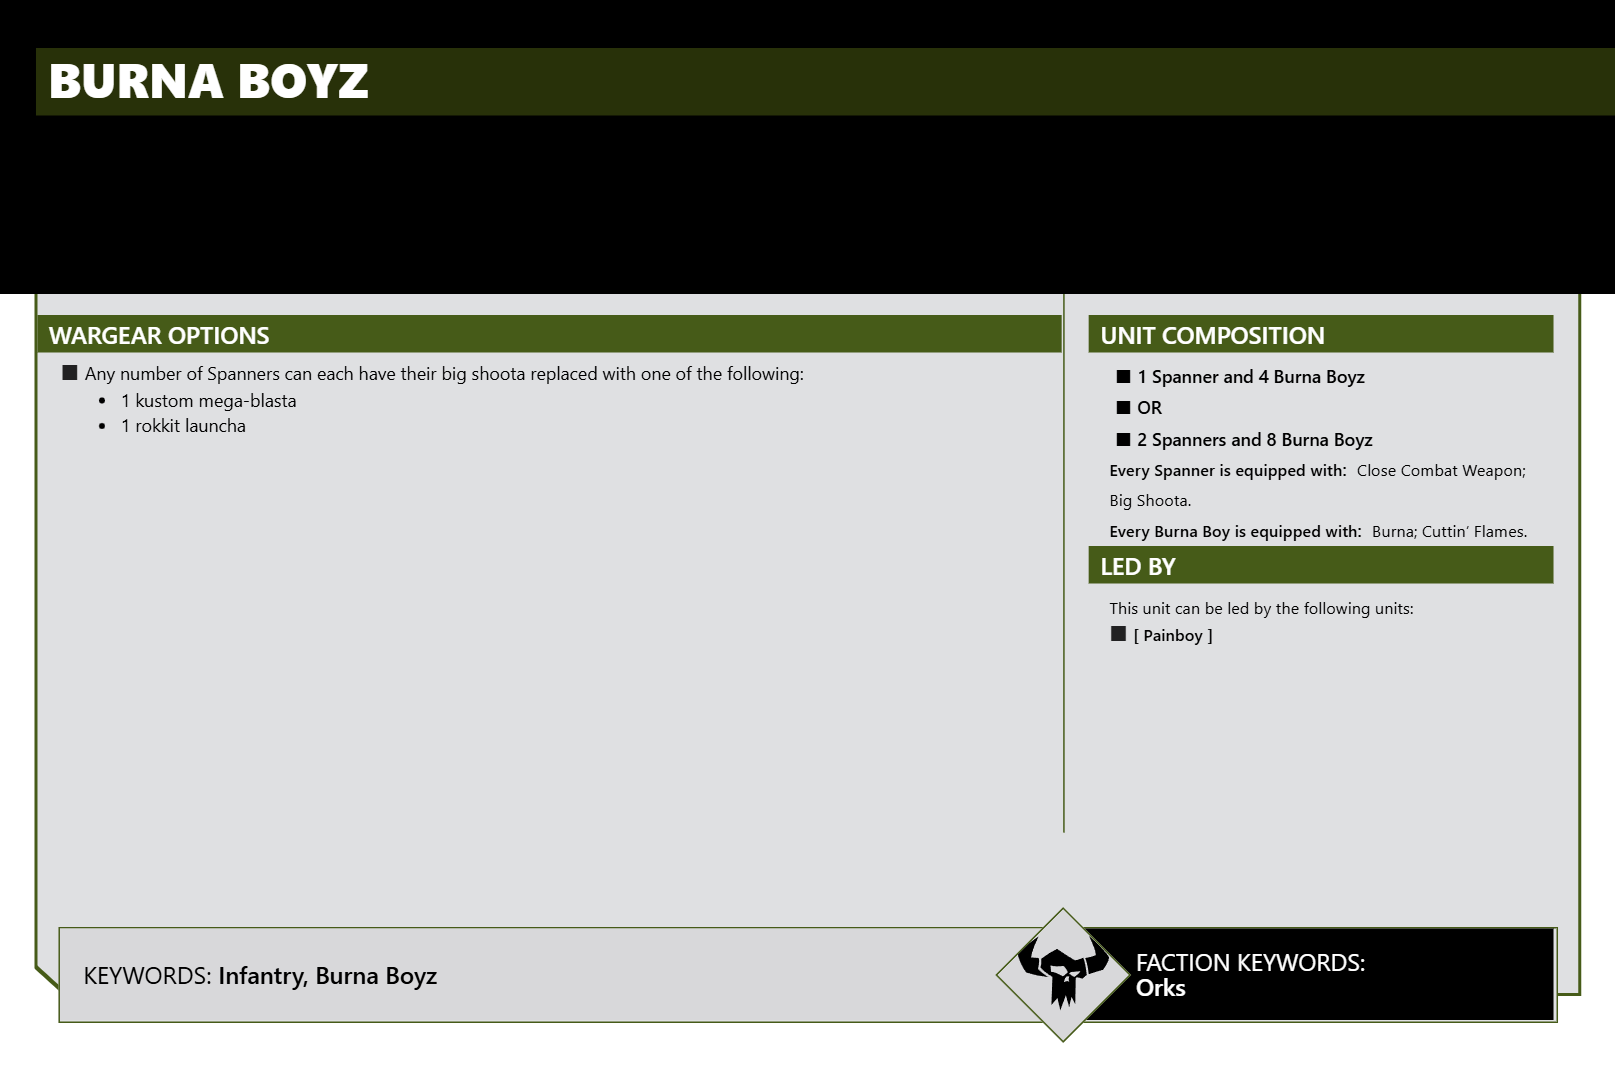 BURNA BOYZ
WARGEAR OPTIONS
■ Any number of Spanners can each have their big shoota replaced with one of the following:
• 1 kustom mega-blasta
• 1 rokkit launcha
UNIT COMPOSITION
■ 1 Spanner and 4 Burna Boyz
■ OR
■ 2 Spanners and 8 Burna Boyz
Every Spanner is equipped with: Close Combat Weapon;
Big Shoota.
Every Burna Boy is equipped with: Burna; Cuttin' Flames.
LED BY
This unit can be led by the following units:
■ [ Painboy ]
KEYWORDS: Infantry, Burna Boyz
FACTION KEYWORDS:
Orks